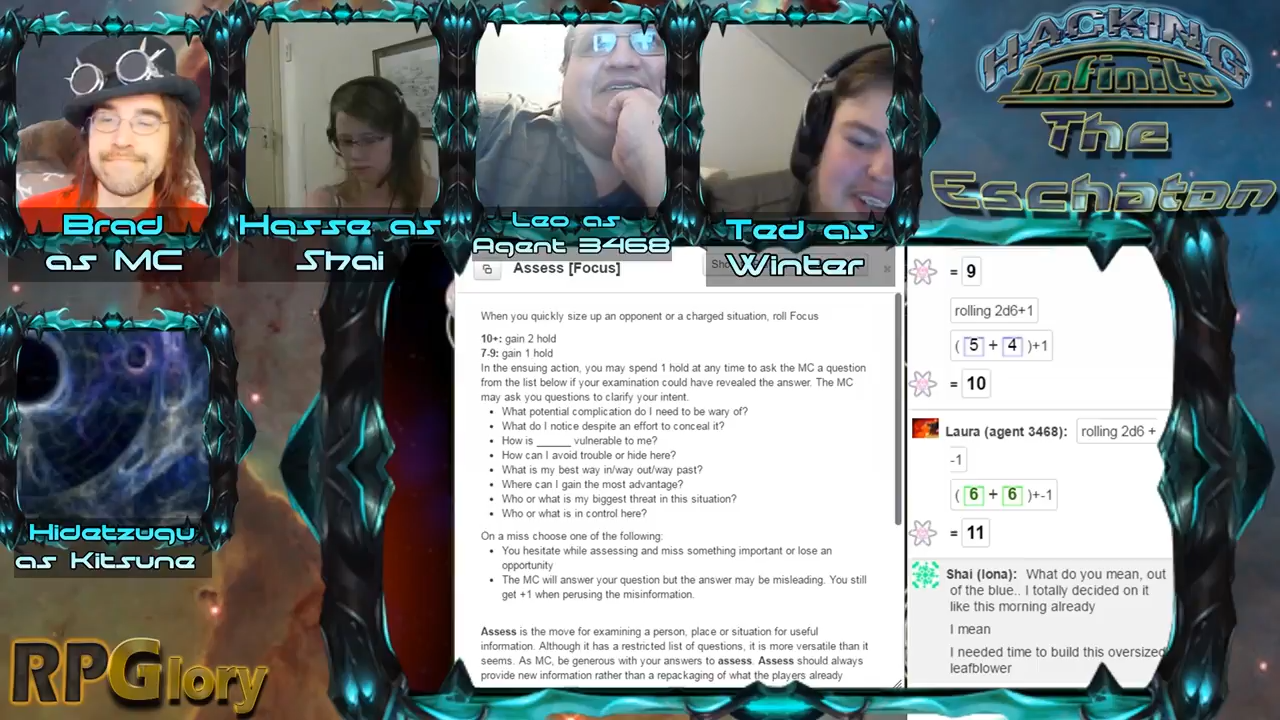 HACKING
Infinity
The
Eschaton
Brad
as MC
Hasse as
Shai
Leo as
Agent 3468
Ted as
Winter
Hidetzugu
as Kitsune
RPGlory
Assess [Focus]
Sho
When you quickly size up an opponent or a charged situation, roll Focus
10+: gain 2 hold
7-9: gain 1 hold
In the ensuing action, you may spend 1 hold at any time to ask the MC a question
from the list below if your examination could have revealed the answer. The MC
may ask you questions to clarify your intent.
• What potential complication do I need to be wary of?
• What do I notice despite an effort to conceal it?
• How is ______ vulnerable to me?
• How can I avoid trouble or hide here?
• What is my best way in/way out/way past?
• Where can I gain the most advantage?
• Who or what is my biggest threat in this situation?
• Who or what is in control here?
On a miss choose one of the following:
• You hesitate while assessing and miss something important or lose an
opportunity
• The MC will answer your question but the answer may be misleading. You still
get +1 when perusing the misinformation.
Assess is the move for examining a person, place or situation for useful
information. Although it has a restricted list of questions, it is more versatile than it
seems. As MC, be generous with your answers to assess. Assess should always
provide new information rather than a repackaging of what the players already
= 9
rolling 2d6+1
( 5 + 4 )+1
= 10
Laura (agent 3468): rolling 2d6 +
-1
( 6 + 6 )+-1
= 11
Shai (Iona): What do you mean, out
of the blue.. I totally decided on it
like this morning already
I mean
I needed time to build this oversized
leafblower